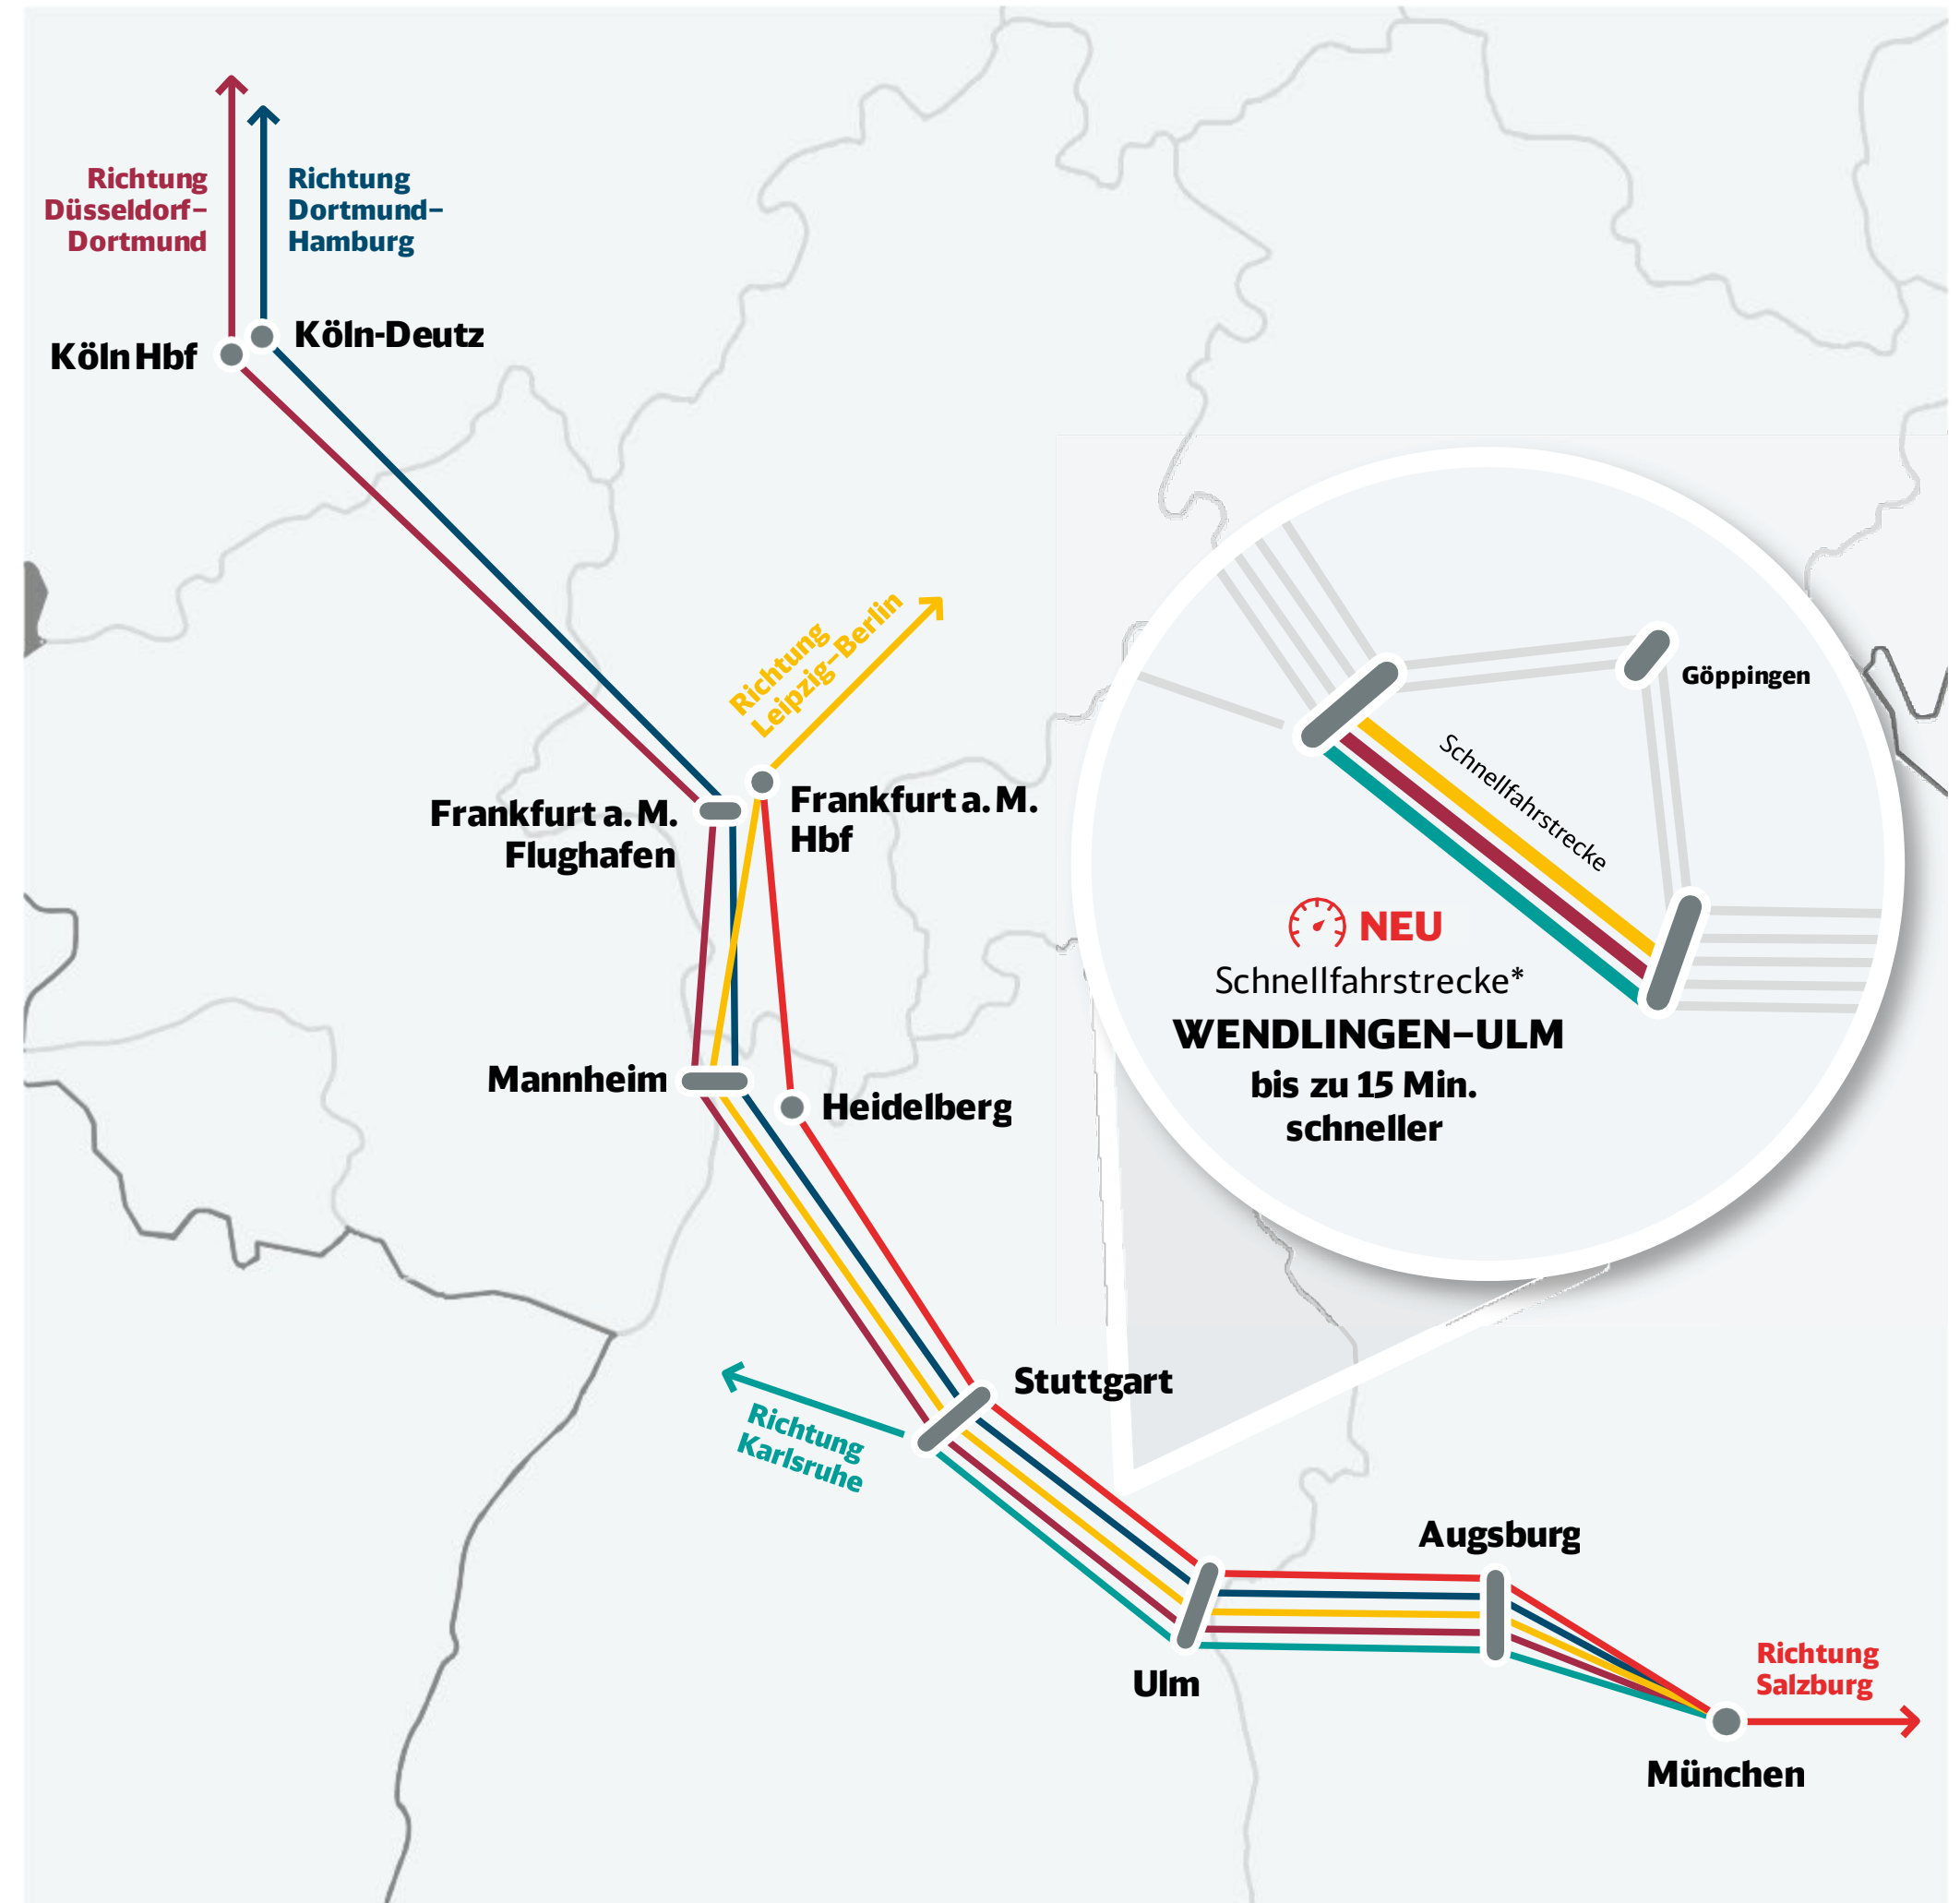 Richtung
Düsseldorf–
Dortmund
Richtung
Dortmund–
Hamburg
Köln Hbf
Köln-Deutz
Richtung
Leipzig–Berlin
Frankfurt a. M.
Flughafen
Frankfurt a. M.
Hbf
Göppingen
Schnellfahrstrecke
NEU
Schnellfahrstrecke*
WENDLINGEN–ULM
bis zu 15 Min.
schneller
Mannheim
Heidelberg
Stuttgart
Richtung
Karlsruhe
Augsburg
Ulm
Richtung
Salzburg
München